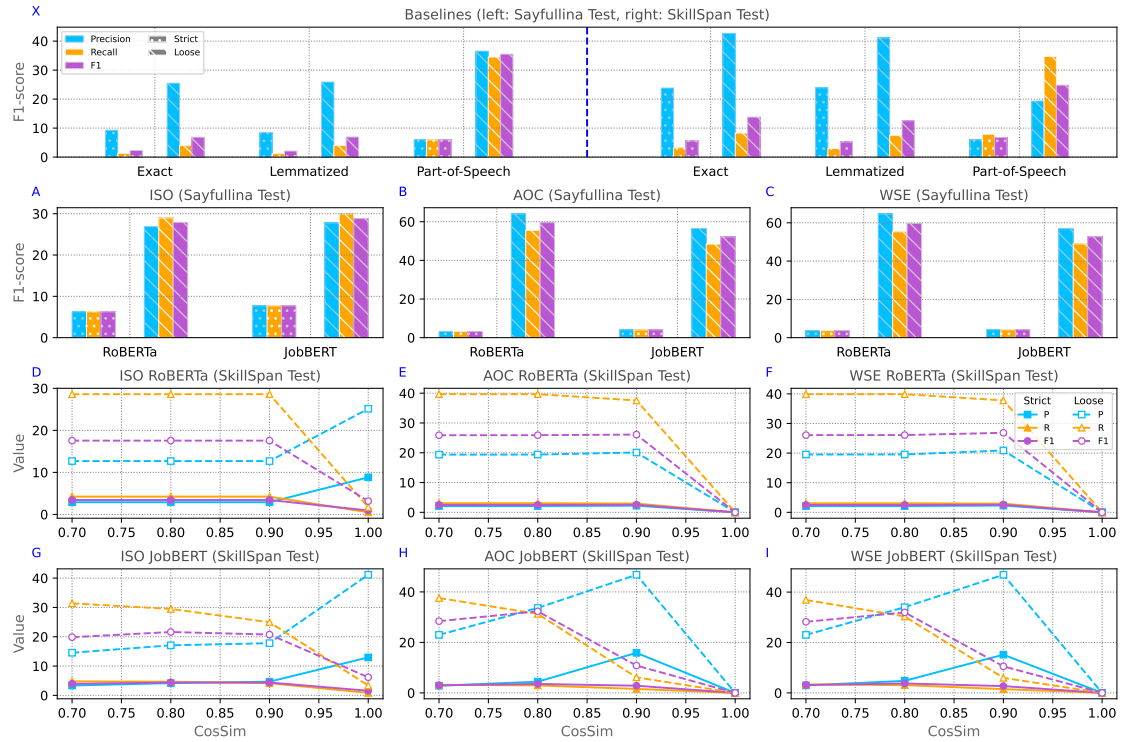 X
Baselines (left: Sayfullina Test, right: SkillSpan Test)
F1-score
40
30
20
10
0
Precision
Recall
F1
Strict
Loose
Exact Lemmatized Part-of-Speech Exact Lemmatized Part-of-Speech
A
ISO (Sayfullina Test)
F1-score
30
20
10
0
RoBERTa JobBERT
B
AOC (Sayfullina Test)
60
40
20
0
RoBERTa JobBERT
C
WSE (Sayfullina Test)
60
40
20
0
RoBERTa JobBERT
D
ISO RoBERTa (SkillSpan Test)
Value
30
20
10
0
0.70 0.75 0.80 0.85 0.90 0.95 1.00
E
AOC RoBERTa (SkillSpan Test)
40
30
20
10
0
0.70 0.75 0.80 0.85 0.90 0.95 1.00
F
WSE RoBERTa (SkillSpan Test)
40
30
20
10
0
Strict Loose
P P
R R
F1 F1
0.70 0.75 0.80 0.85 0.90 0.95 1.00
G
ISO JobBERT (SkillSpan Test)
Value
40
30
20
10
0
0.70 0.75 0.80 0.85 0.90 0.95 1.00
CosSim
H
AOC JobBERT (SkillSpan Test)
40
20
0
0.70 0.75 0.80 0.85 0.90 0.95 1.00
CosSim
I
WSE JobBERT (SkillSpan Test)
40
20
0
0.70 0.75 0.80 0.85 0.90 0.95 1.00
CosSim